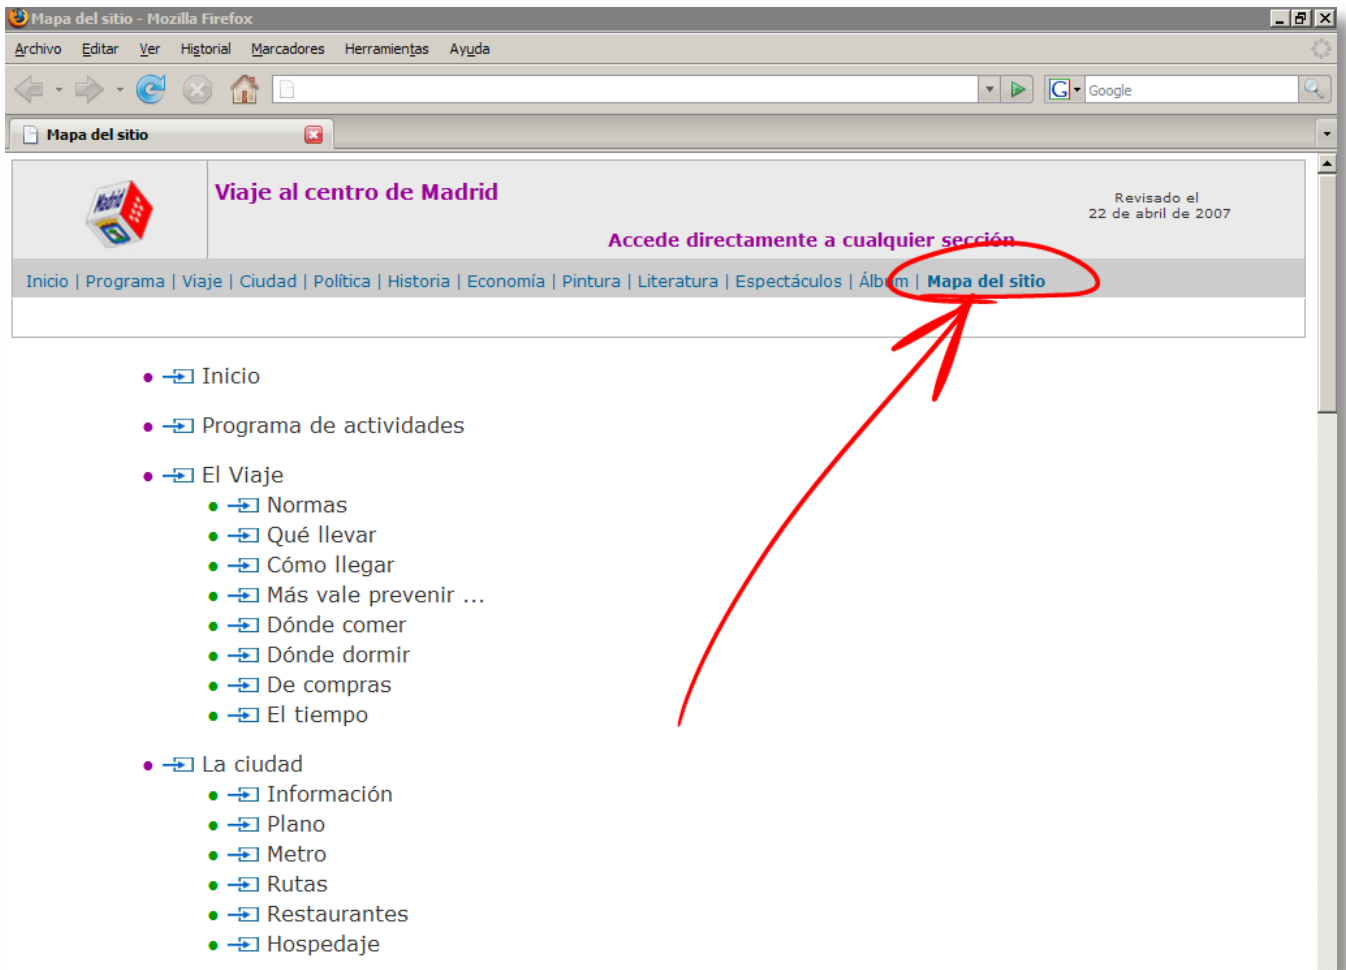 Mapa del sitio - Mozilla Firefox
Archivo Editar Ver Historial Marcadores Herramientas Ayuda
G Google
Mapa del sitio
Madrid
Viaje al centro de Madrid
Revisado el
22 de abril de 2007
Accede directamente a cualquier sección
Inicio | Programa | Viaje | Ciudad | Política | Historia | Economía | Pintura | Literatura | Espectáculos | Álbum | Mapa del sitio
Inicio
Programa de actividades
El Viaje
Normas
Qué llevar
Cómo llegar
Más vale prevenir ...
Dónde comer
Dónde dormir
De compras
El tiempo
La ciudad
Información
Plano
Metro
Rutas
Restaurantes
Hospedaje